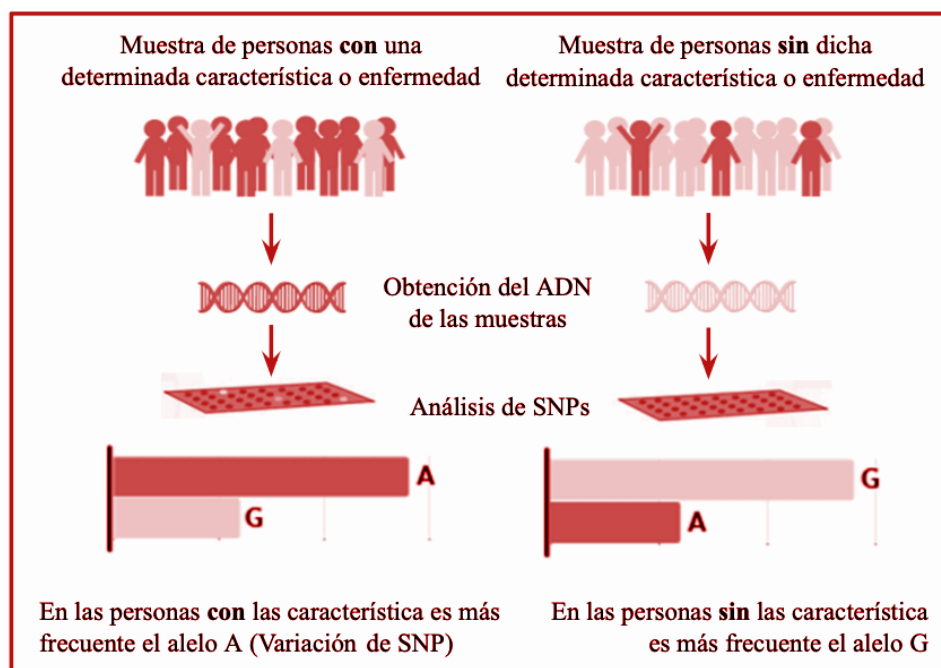 Muestra de personas con una
determinada característica o enfermedad
Muestra de personas sin dicha
determinada característica o enfermedad
Obtención del ADN
de las muestras
Análisis de SNPs
A
G
G
A
En las personas con las característica es más
frecuente el alelo A (Variación de SNP)
En las personas sin las característica
es más frecuente el alelo G